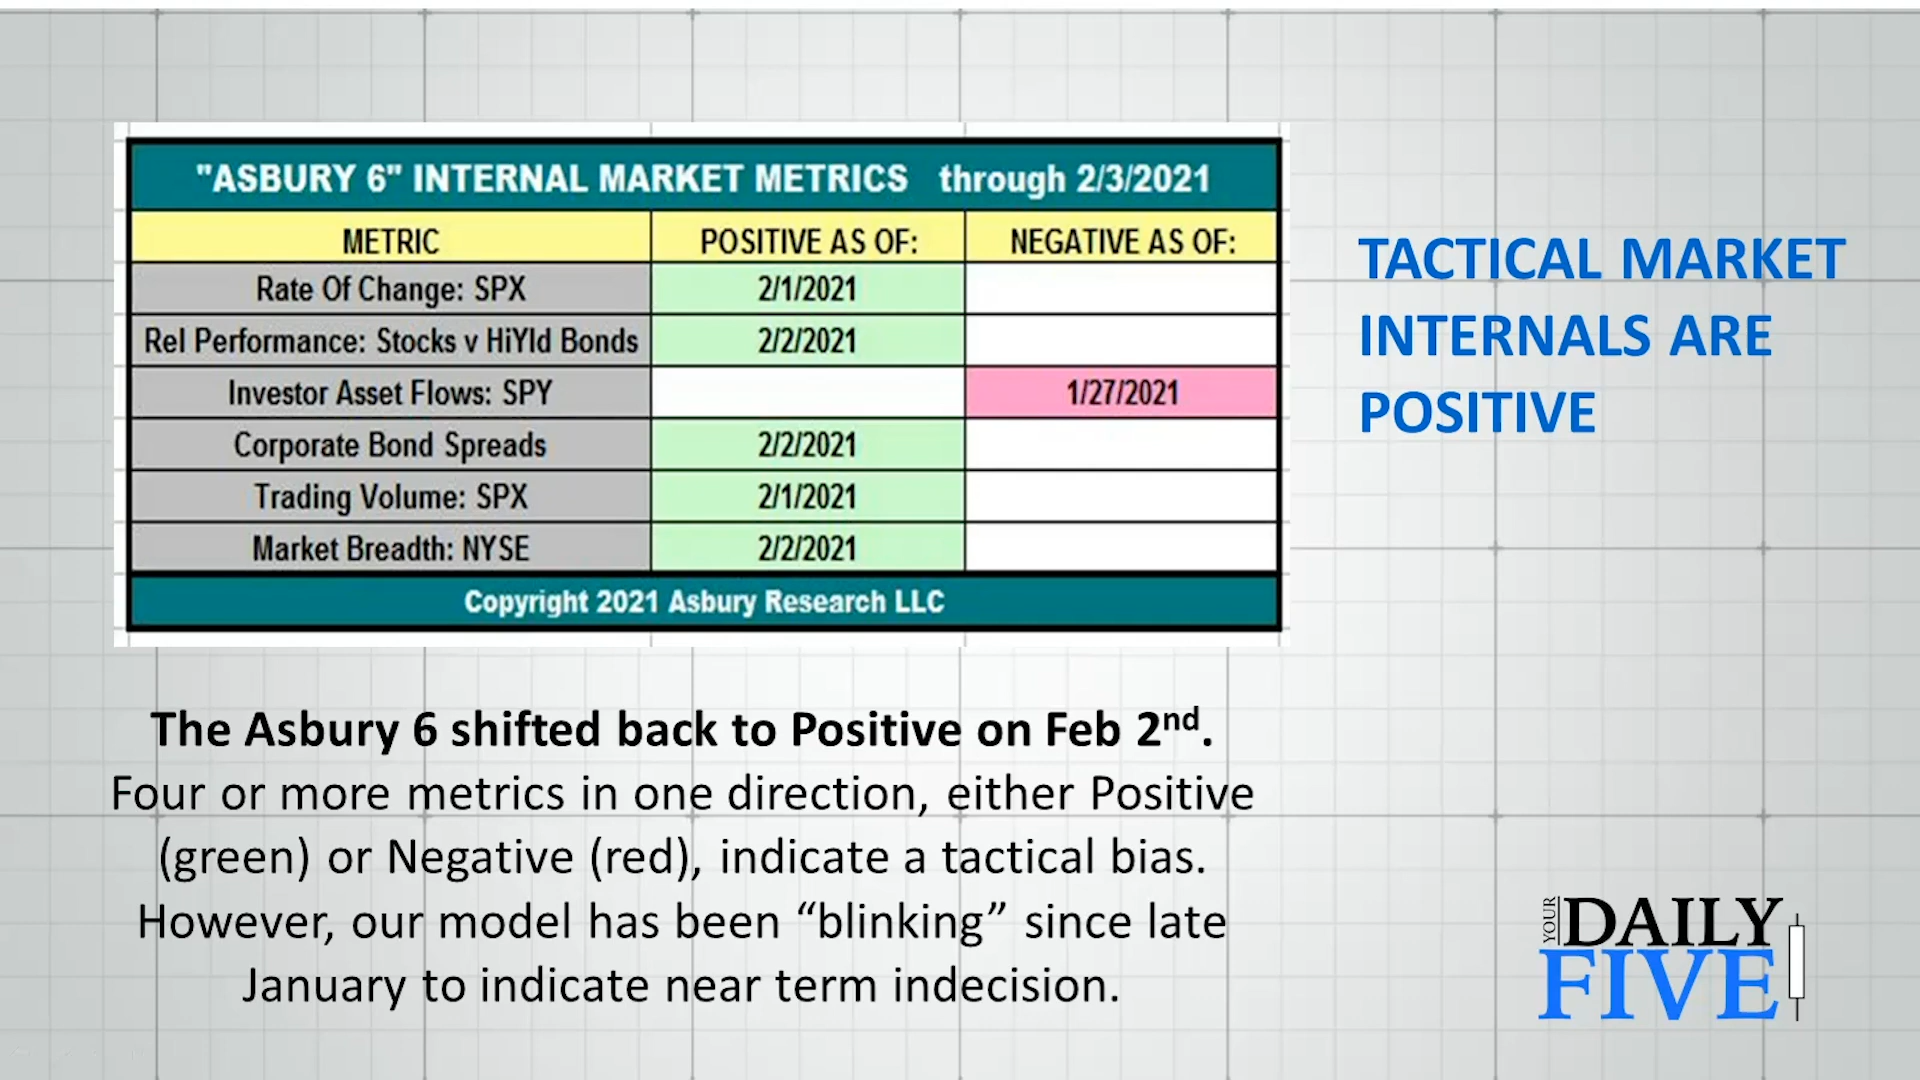 "ASBURY 6" INTERNAL MARKET METRICS through 2/3/2021
METRIC POSITIVE AS OF: NEGATIVE AS OF:
Rate Of Change: SPX 2/1/2021
Rel Performance: Stocks v HiYld Bonds 2/2/2021
Investor Asset Flows: SPY 1/27/2021
Corporate Bond Spreads 2/2/2021
Trading Volume: SPX 2/1/2021
Market Breadth: NYSE 2/2/2021
Copyright 2021 Asbury Research LLC
TACTICAL MARKET
INTERNALS ARE
POSITIVE
The Asbury 6 shifted back to Positive on Feb 2nd.
Four or more metrics in one direction, either Positive
(green) or Negative (red), indicate a tactical bias.
However, our model has been “blinking” since late
January to indicate near term indecision.
YOUR DAILY
FIVE